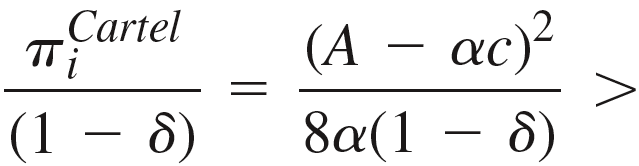 π_i^{Cartel}/(1 − δ) = (A − αc)²/8α(1 − δ) >